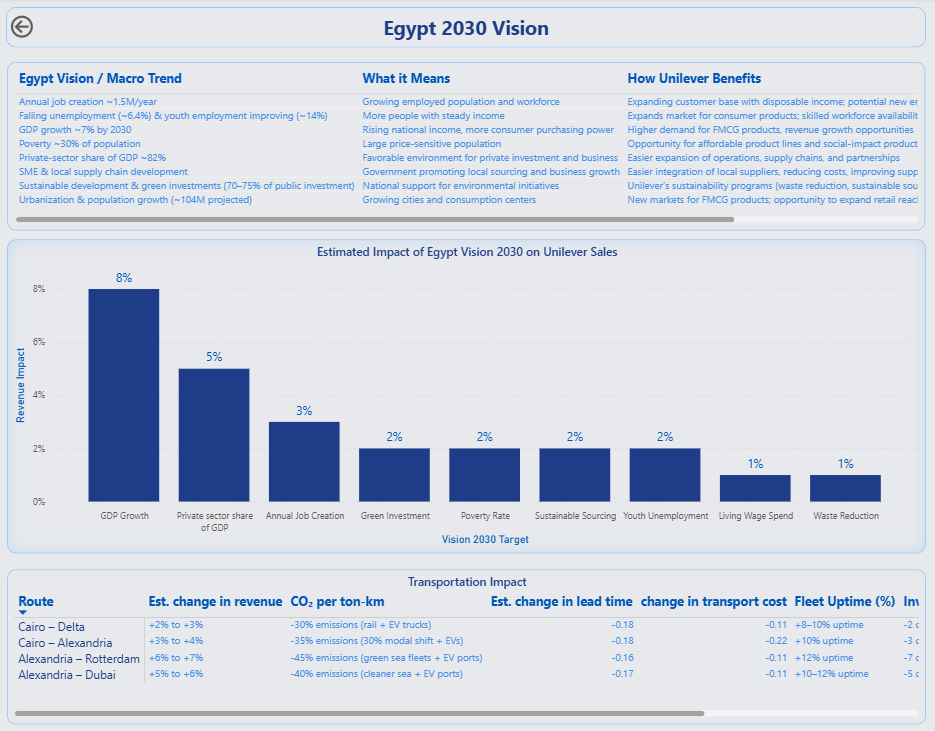 Egypt 2030 Vision
Egypt Vision / Macro Trend What it Means How Unilever Benefits
Annual job creation ~1.5M/year Growing employed population and workforce Expanding customer base with disposable income; potential new er
Falling unemployment (~6.4%) & youth employment improving (~14%) More people with steady income Expands market for consumer products; skilled workforce availabilit
GDP growth ~7% by 2030 Rising national income, more consumer purchasing power Higher demand for FMCG products, revenue growth opportunities
Poverty ~30% of population Large price-sensitive population Opportunity for affordable product lines and social-impact product
Private-sector share of GDP ~82% Favorable environment for private investment and business Easier expansion of operations, supply chains, and partnerships
SME & local supply chain development Government promoting local sourcing and business growth Easier integration of local suppliers, reducing costs, improving supp
Sustainable development & green investments (70–75% of public investment) National support for environmental initiatives Unilever's sustainability programs (waste reduction, sustainable sou
Urbanization & population growth (~104M projected) Growing cities and consumption centers New markets for FMCG products; opportunity to expand retail reac
Estimated Impact of Egypt Vision 2030 on Unilever Sales
Revenue Impact
8%
6%
4%
2%
0%
8% 5% 3% 2% 2% 2% 2% 1% 1%
GDP Growth Private sector share of GDP Annual Job Creation Green Investment Poverty Rate Sustainable Sourcing Youth Unemployment Living Wage Spend Waste Reduction
Vision 2030 Target
Transportation Impact
Route Est. change in revenue CO₂ per ton-km Est. change in lead time change in transport cost Fleet Uptime (%) Inv
Cairo – Delta +2% to +3% -30% emissions (rail + EV trucks) -0.18 -0.11 +8–10% uptime -2 c
Cairo – Alexandria +3% to +4% -35% emissions (30% modal shift + EVs) -0.18 -0.22 +10% uptime -3 c
Alexandria – Rotterdam +6% to +7% -45% emissions (green sea fleets + EV ports) -0.16 -0.11 +12% uptime -7 c
Alexandria – Dubai +5% to +6% -40% emissions (cleaner sea + EV ports) -0.17 -0.11 +10–12% uptime -5 c